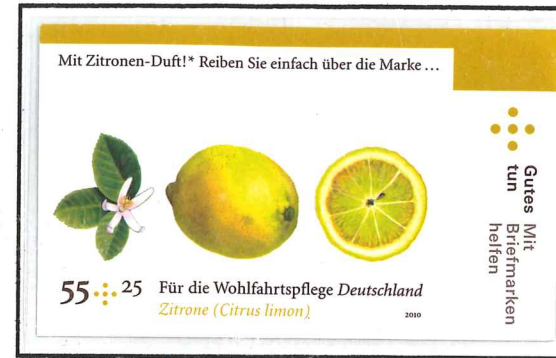 Mit Zitronen-Duft!* Reiben Sie einfach über die Marke ...
55 25 Für die Wohlfahrtspflege Deutschland
Zitrone (Citrus limon)
2010
Gutes Mit
tun Briefmarken
helfen